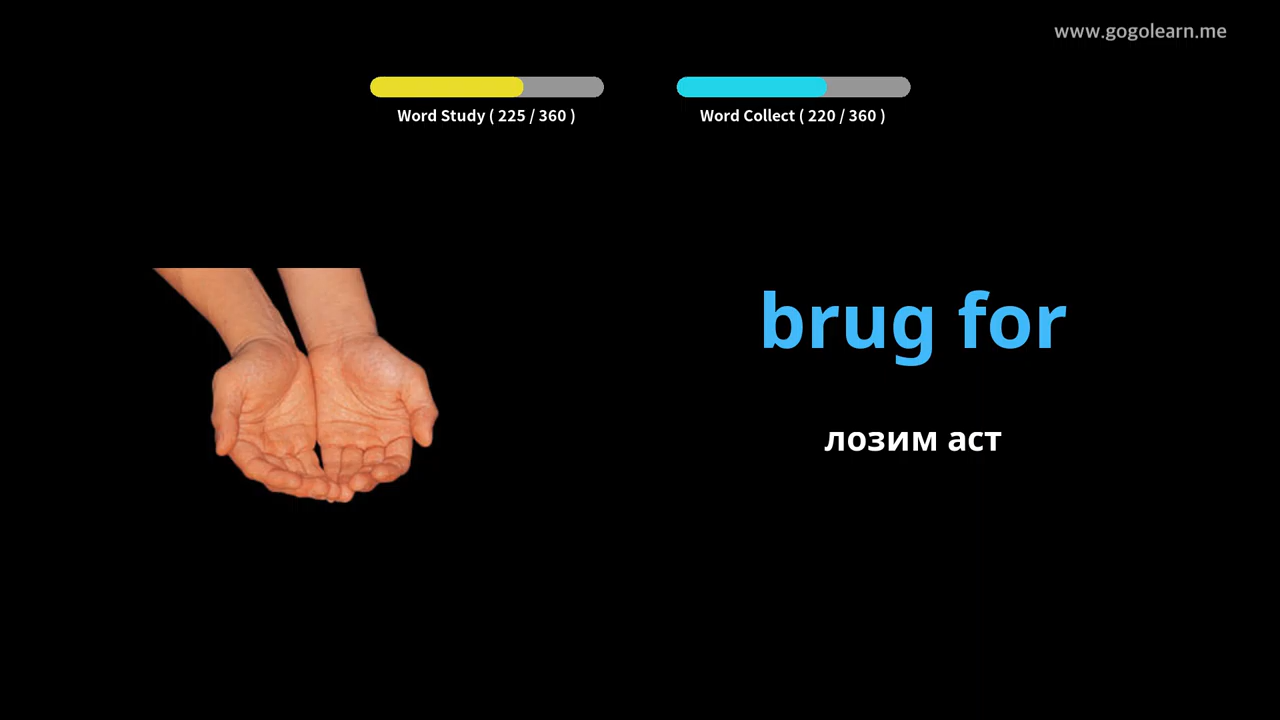 www.gogolearn.me
Word Study ( 225 / 360 )
Word Collect ( 220 / 360 )
brug for
лозим аст